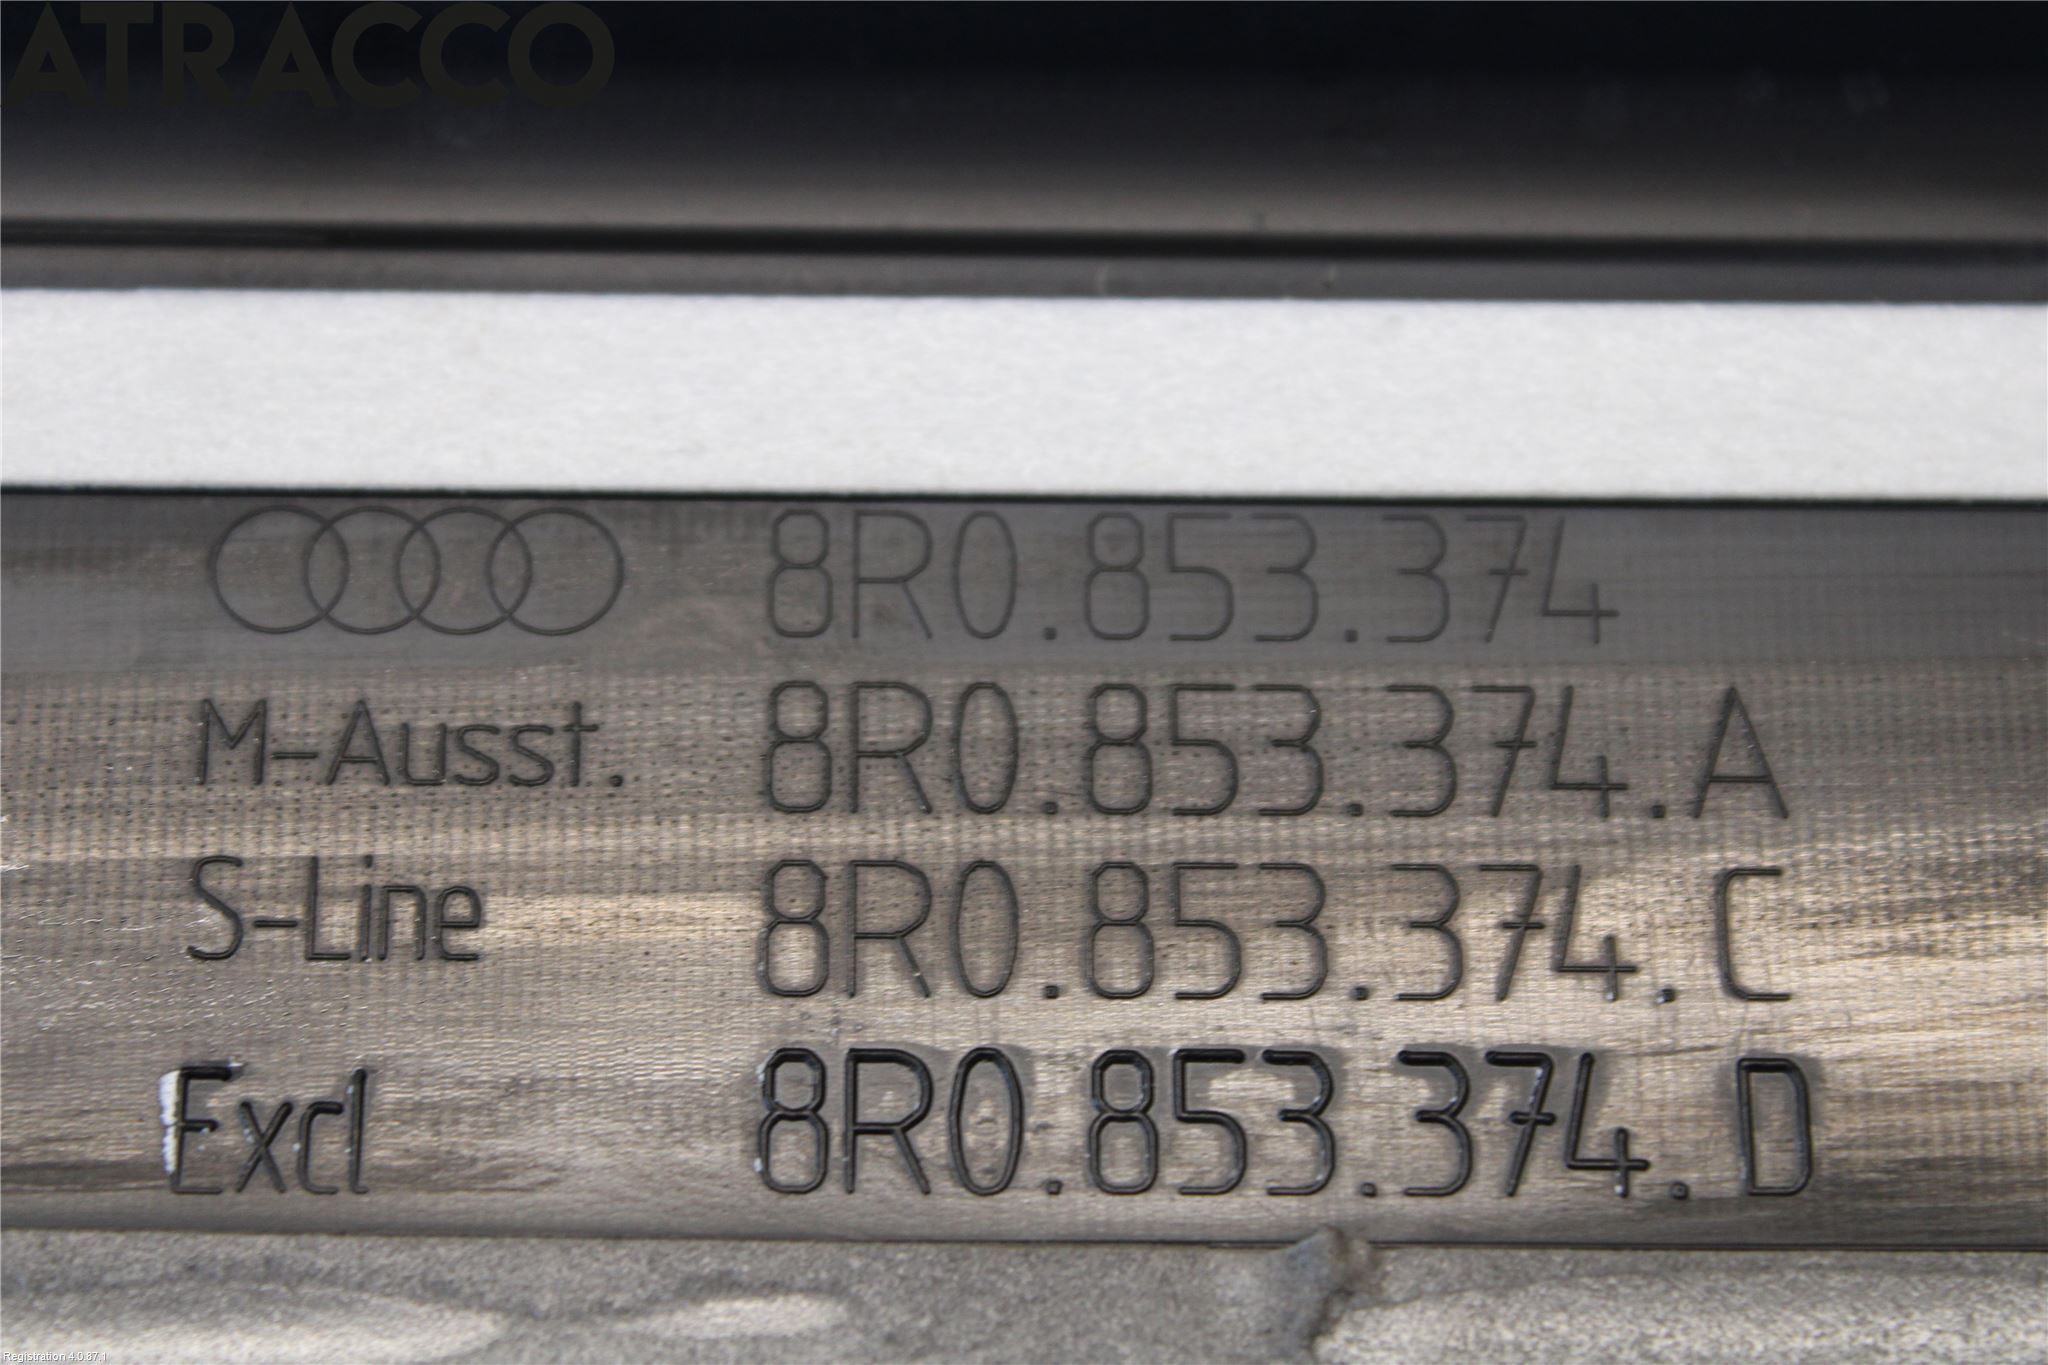 ATRACCO
8R0.853.374
M-Ausst. 8R0.853.374.A
S-Line 8R0.853.374.C
Excl 8R0.853.374.D
Registration 4.0.87.1